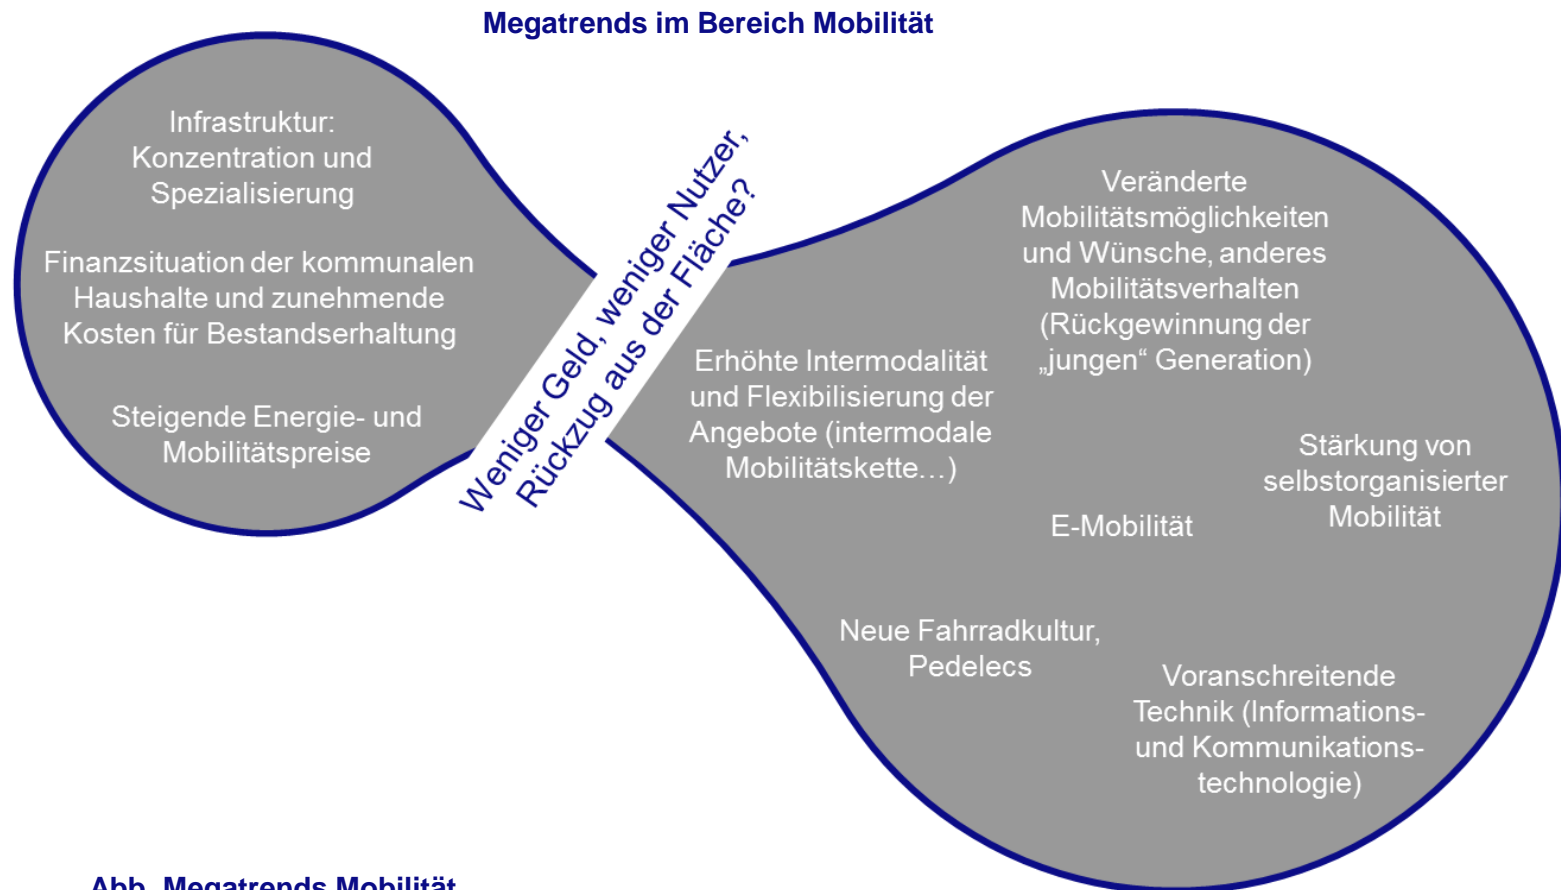 Megatrends im Bereich Mobilität
Infrastruktur:
Konzentration und
Spezialisierung
Finanzsituation der kommunalen
Haushalte und zunehmende
Kosten für Bestandserhaltung
Steigende Energie- und
Mobilitätspreise
Weniger Geld, weniger Nutzer,
Rückzug aus der Fläche?
Erhöhte Intermodalität
und Flexibilisierung der
Angebote (intermodale
Mobilitätskette…)
Veränderte
Mobilitätsmöglichkeiten
und Wünsche, anderes
Mobilitätsverhalten
(Rückgewinnung der
„jungen“ Generation)
Stärkung von
selbstorganisierter
Mobilität
E-Mobilität
Neue Fahrradkultur,
Pedelecs
Voranschreitende
Technik (Informations-
und Kommunikations-
technologie)
Abb. Megatrends Mobilität